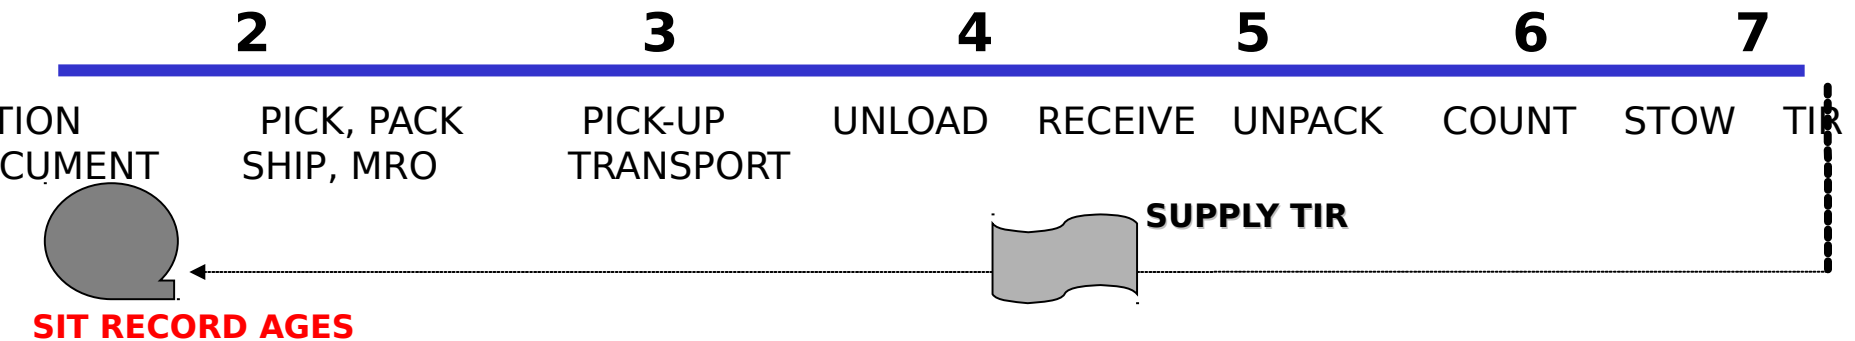 2 3 4 5 6 7
TION PICK, PACK PICK-UP UNLOAD RECEIVE UNPACK COUNT STOW TIR
CUMENT SHIP, MRO TRANSPORT
SUPPLY TIR
SIT RECORD AGES